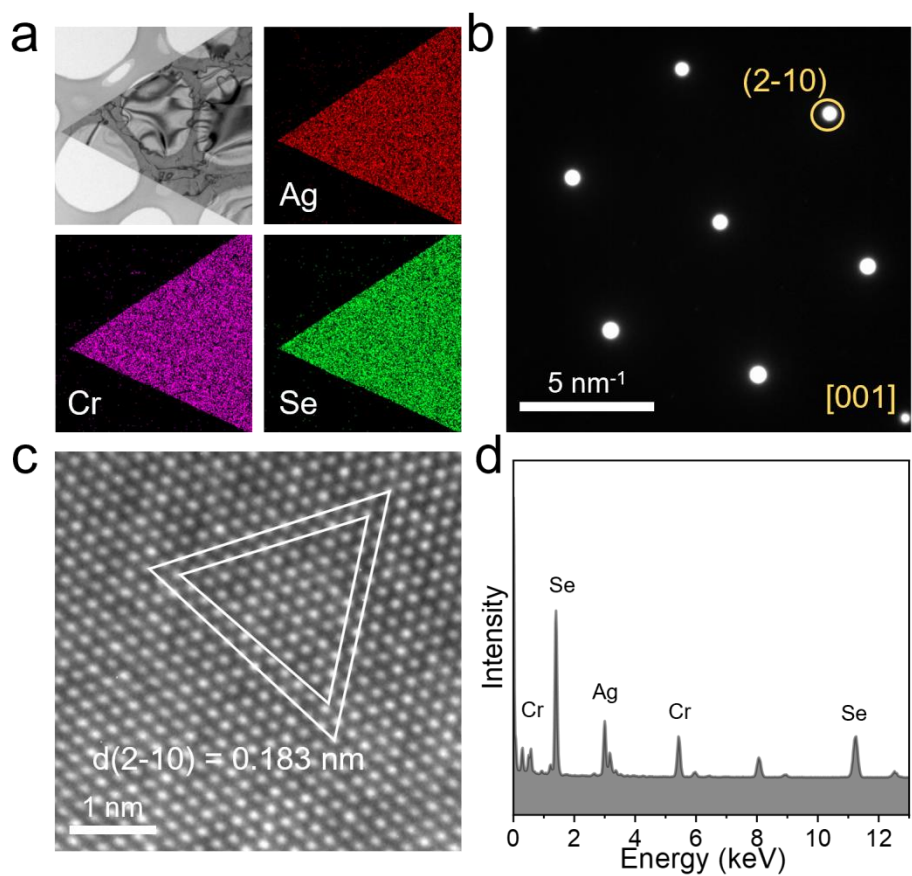 a
Ag
Cr
Se
b
(2-10)
5 nm⁻¹
[001]
c
d(2-10) = 0.183 nm
1 nm
d
Intensity
Cr
Se
Ag
Cr
Se
0 2 4 6 8 10 12
Energy (keV)